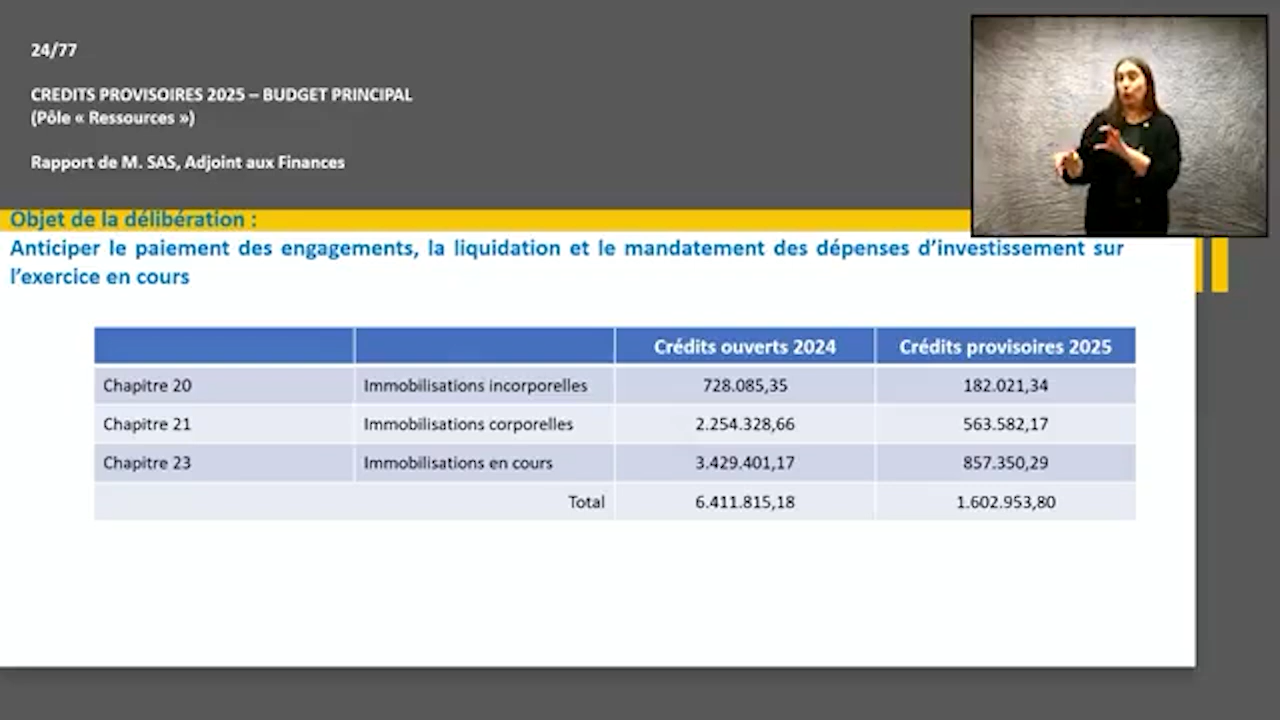 24/77
CREDITS PROVISOIRES 2025 – BUDGET PRINCIPAL
(Pôle « Ressources »)
Rapport de M. SAS, Adjoint aux Finances
Objet de la délibération :
Anticiper le paiement des engagements, la liquidation et le mandatement des dépenses d’investissement sur
l’exercice en cours
Crédits ouverts 2024 Crédits provisoires 2025
Chapitre 20 Immobilisations incorporelles 728.085,35 182.021,34
Chapitre 21 Immobilisations corporelles 2.254.328,66 563.582,17
Chapitre 23 Immobilisations en cours 3.429.401,17 857.350,29
Total 6.411.815,18 1.602.953,80